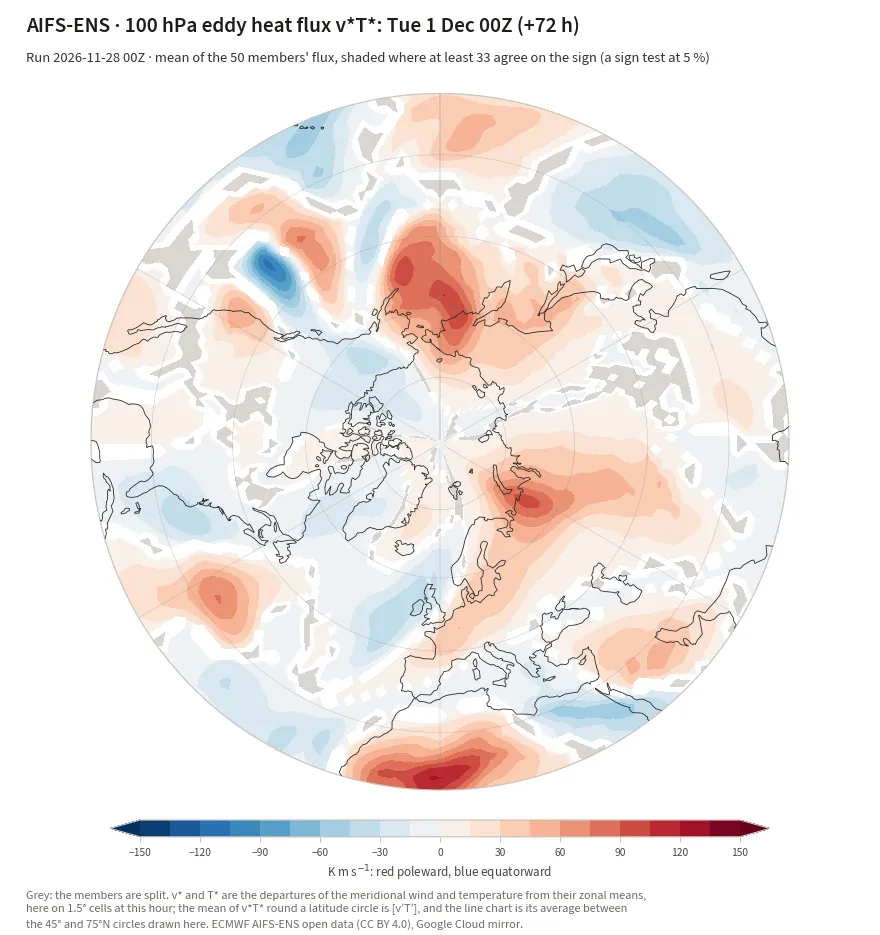 AIFS-ENS · 100 hPa eddy heat flux v*T*: Tue 1 Dec 00Z (+72 h)
Run 2026-11-28 00Z · mean of the 50 members' flux, shaded where at least 33 agree on the sign (a sign test at 5 %)
−150 −120 −90 −60 −30 0 30 60 90 120 150
K m s⁻¹: red poleward, blue equatorward
Grey: the members are split. v* and T* are the departures of the meridional wind and temperature from their zonal means,
here on 1.5° cells at this hour; the mean of v*T* round a latitude circle is [v'T'], and the line chart is its average between
the 45° and 75°N circles drawn here. ECMWF AIFS-ENS open data (CC BY 4.0), Google Cloud mirror.